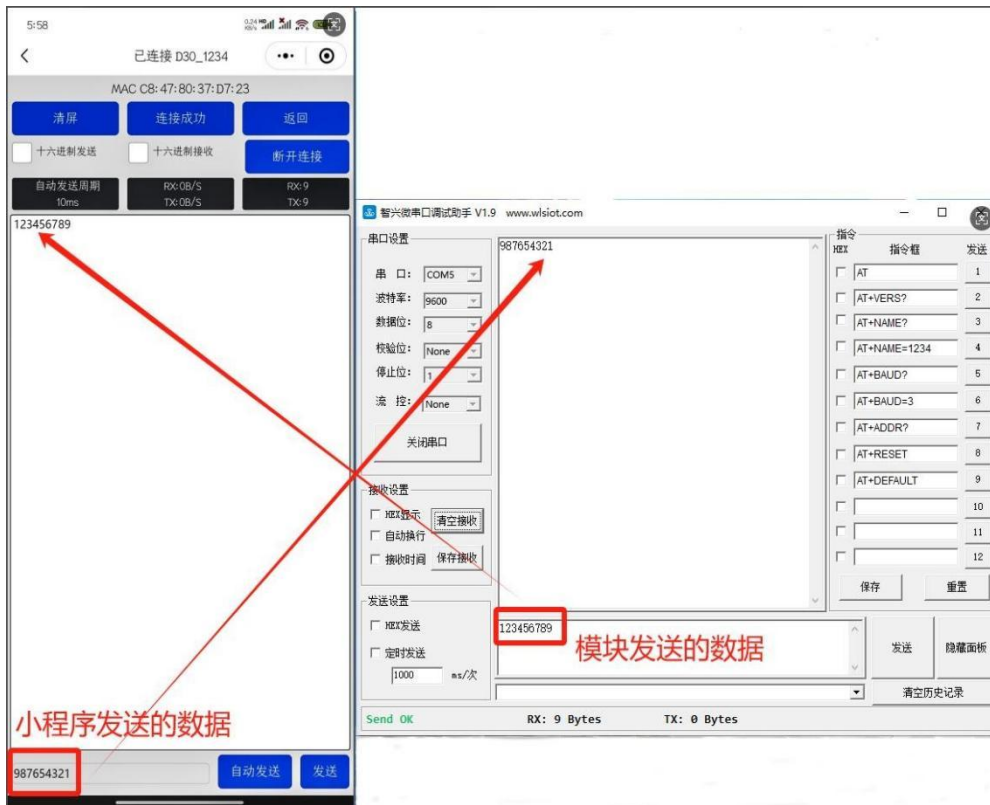 5:58
0.24 KB/s
已连接 D30_1234
MAC C8:47:80:37:D7:23
清屏
连接成功
返回
十六进制发送
十六进制接收
断开连接
自动发送周期
10ms
RX:0B/S
TX:0B/S
RX:9
TX:9
123456789
小程序发送的数据
987654321
自动发送
发送
智兴微串口调试助手 V1.9 www.wlsiot.com
串口设置
串 口: COM5
波特率: 9600
数据位: 8
校验位: None
停止位: 1
流 控: None
关闭串口
接收设置
HEX显示
清空接收
自动换行
接收时间
保存接收
发送设置
HEX发送
定时发送
1000 ms/次
987654321
123456789
模块发送的数据
指令
HEX 指令框 发送
AT 1
AT+VERS? 2
AT+NAME? 3
AT+NAME=1234 4
AT+BAUD? 5
AT+BAUD=3 6
AT+ADDR? 7
AT+RESET 8
AT+DEFAULT 9
10
11
12
保存
重置
发送
隐藏面板
清空历史记录
Send OK RX: 9 Bytes TX: 0 Bytes